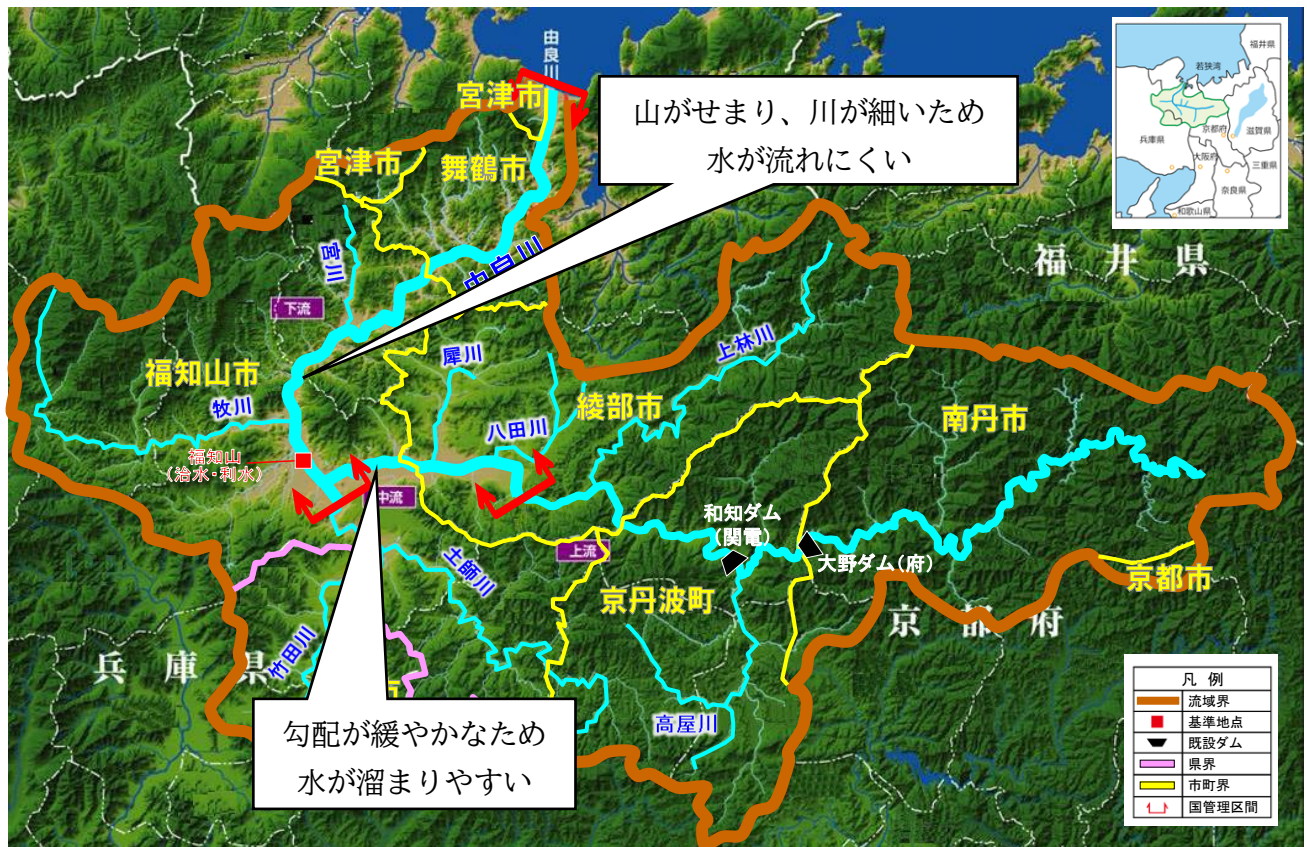 由良川
宮津市
山がせまり、川が細いため
水が流れにくい
福井県
若狭湾
兵庫県
京都府
滋賀県
大阪府
三重県
奈良県
和歌山県
宮津市
舞鶴市
宮川
由良川
福井県
下流
上林川
犀川
福知山市
牧川
綾部市
南丹市
八田川
福知山
(治水・利水)
中流
和知ダム
(関電)
上流
大野ダム(府)
土師川
京都市
京丹波町
京都府
兵庫県
竹田川
市
高屋川
勾配が緩やかなため
水が溜まりやすい
凡例
流域界
基準地点
既設ダム
県界
市町界
国管理区間